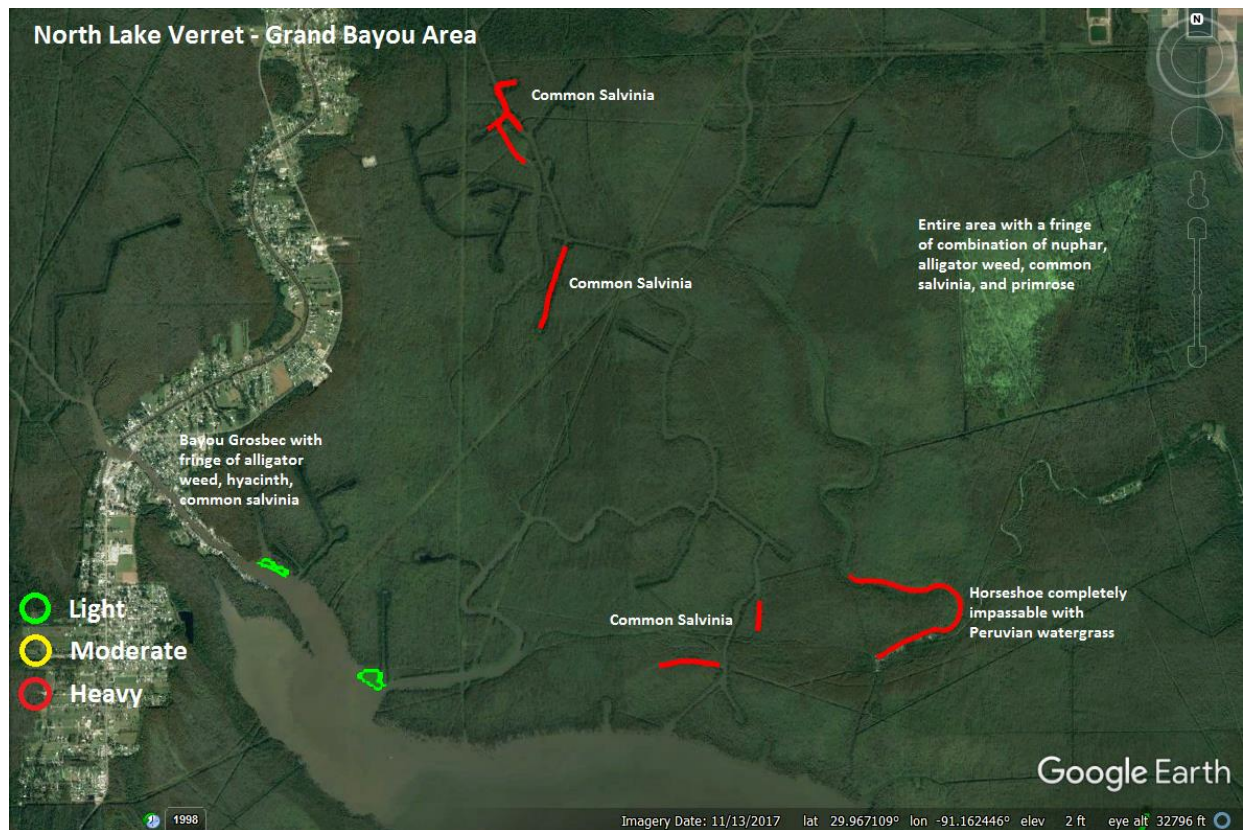 North Lake Verret - Grand Bayou Area
N
Common Salvinia
Entire area with a fringe
of combination of nuphar,
alligator weed, common
salvinia, and primrose
Common Salvinia
Bayou Grosbec with
fringe of alligator
weed, hyacinth,
common salvinia
Light
Moderate
Heavy
Common Salvinia
Horseshoe completely
impassable with
Peruvian watergrass
Google Earth
1998
Imagery Date: 11/13/2017 lat 29.967109° lon -91.162446° elev 2 ft eye alt 32796 ft